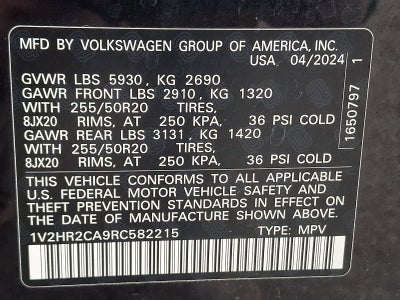 MFD BY VOLKSWAGEN GROUP OF AMERICA, INC.
USA 04/2024
GVWR LBS 5930 , KG 2690
GAWR FRONT LBS 2910 , KG 1320
WITH 255/50R20 TIRES,
8JX20 RIMS, AT 250 KPA, 36 PSI COLD
GAWR REAR LBS 3131 , KG 1420
WITH 255/50R20 TIRES,
8JX20 RIMS, AT 250 KPA, 36 PSI COLD
THIS VEHICLE CONFORMS TO ALL APPLICABLE
U.S. FEDERAL MOTOR VEHICLE SAFETY AND THEFT
PREVENTION STANDARDS IN EFFECT ON THE
DATE OF MANUFACTURE SHOWN ABOVE.
1V2HR2CA9RC582215 TYPE: MPV
1650797 1